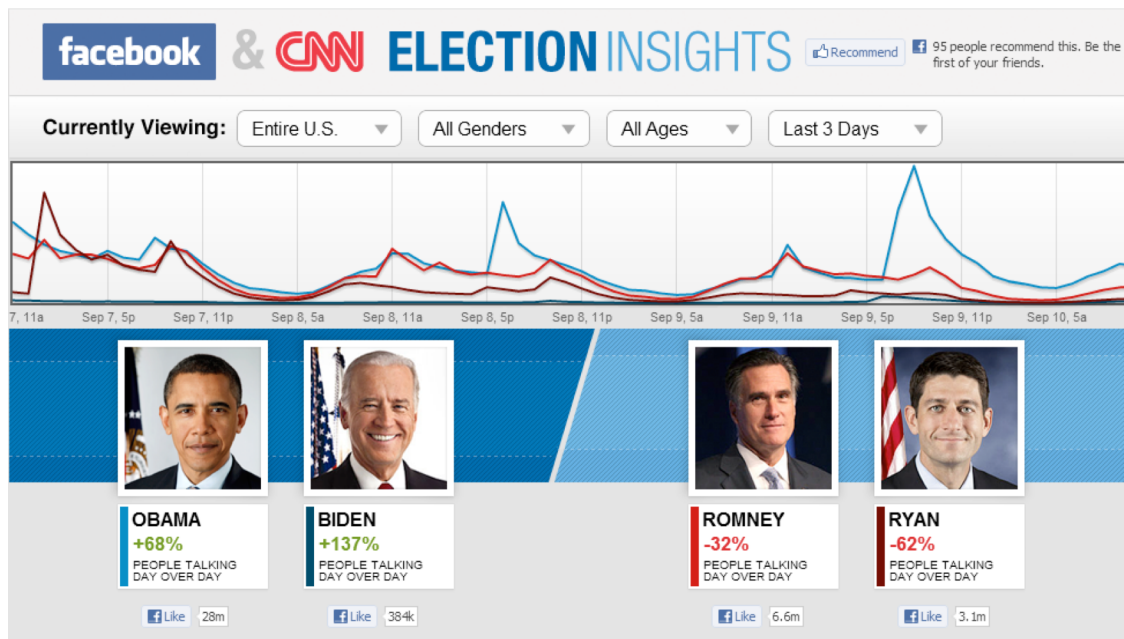 facebook & CNN ELECTION INSIGHTS
Recommend
95 people recommend this. Be the
first of your friends.
Currently Viewing: Entire U.S. All Genders All Ages Last 3 Days
7, 11a Sep 7, 5p Sep 7, 11p Sep 8, 5a Sep 8, 11a Sep 8, 5p Sep 8, 11p Sep 9, 5a Sep 9, 11a Sep 9, 5p Sep 9, 11p Sep 10, 5a
OBAMA
+68%
PEOPLE TALKING
DAY OVER DAY
Like 28m
BIDEN
+137%
PEOPLE TALKING
DAY OVER DAY
Like 384k
ROMNEY
-32%
PEOPLE TALKING
DAY OVER DAY
Like 6.6m
RYAN
-62%
PEOPLE TALKING
DAY OVER DAY
Like 3.1m